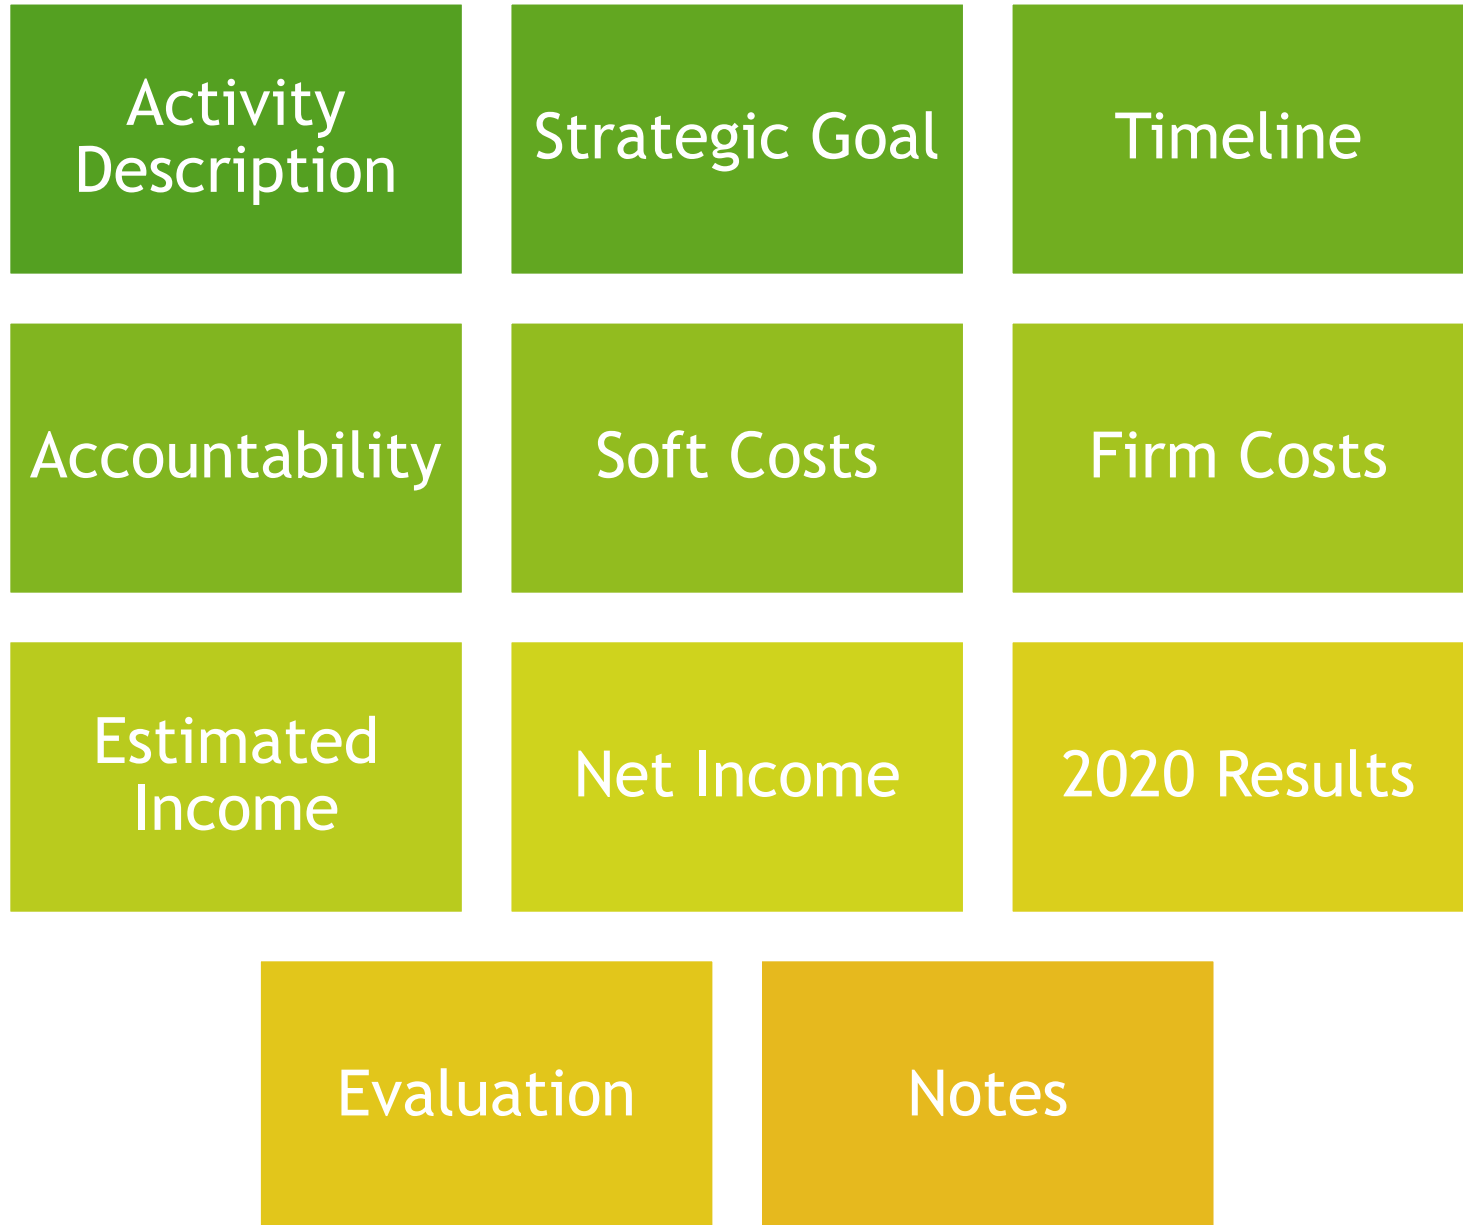 Activity
Description
Strategic Goal
Timeline
Accountability
Soft Costs
Firm Costs
Estimated
Income
Net Income
2020 Results
Evaluation
Notes